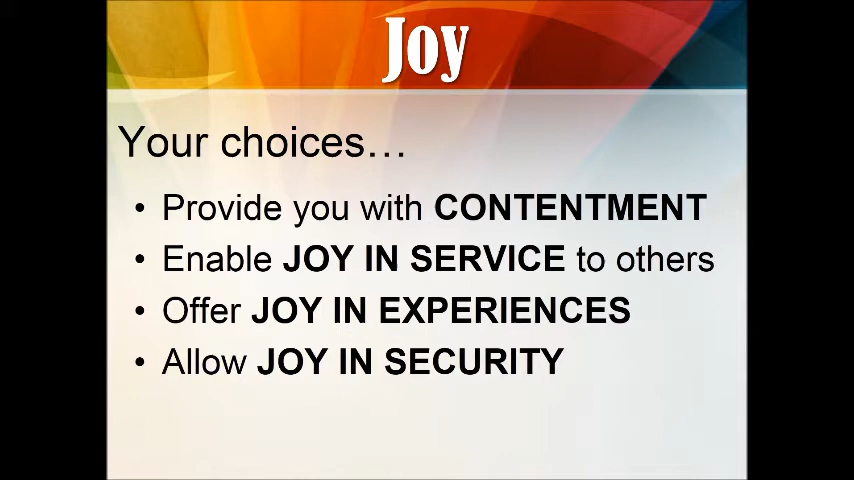 Joy
Your choices…
• Provide you with CONTENTMENT
• Enable JOY IN SERVICE to others
• Offer JOY IN EXPERIENCES
• Allow JOY IN SECURITY